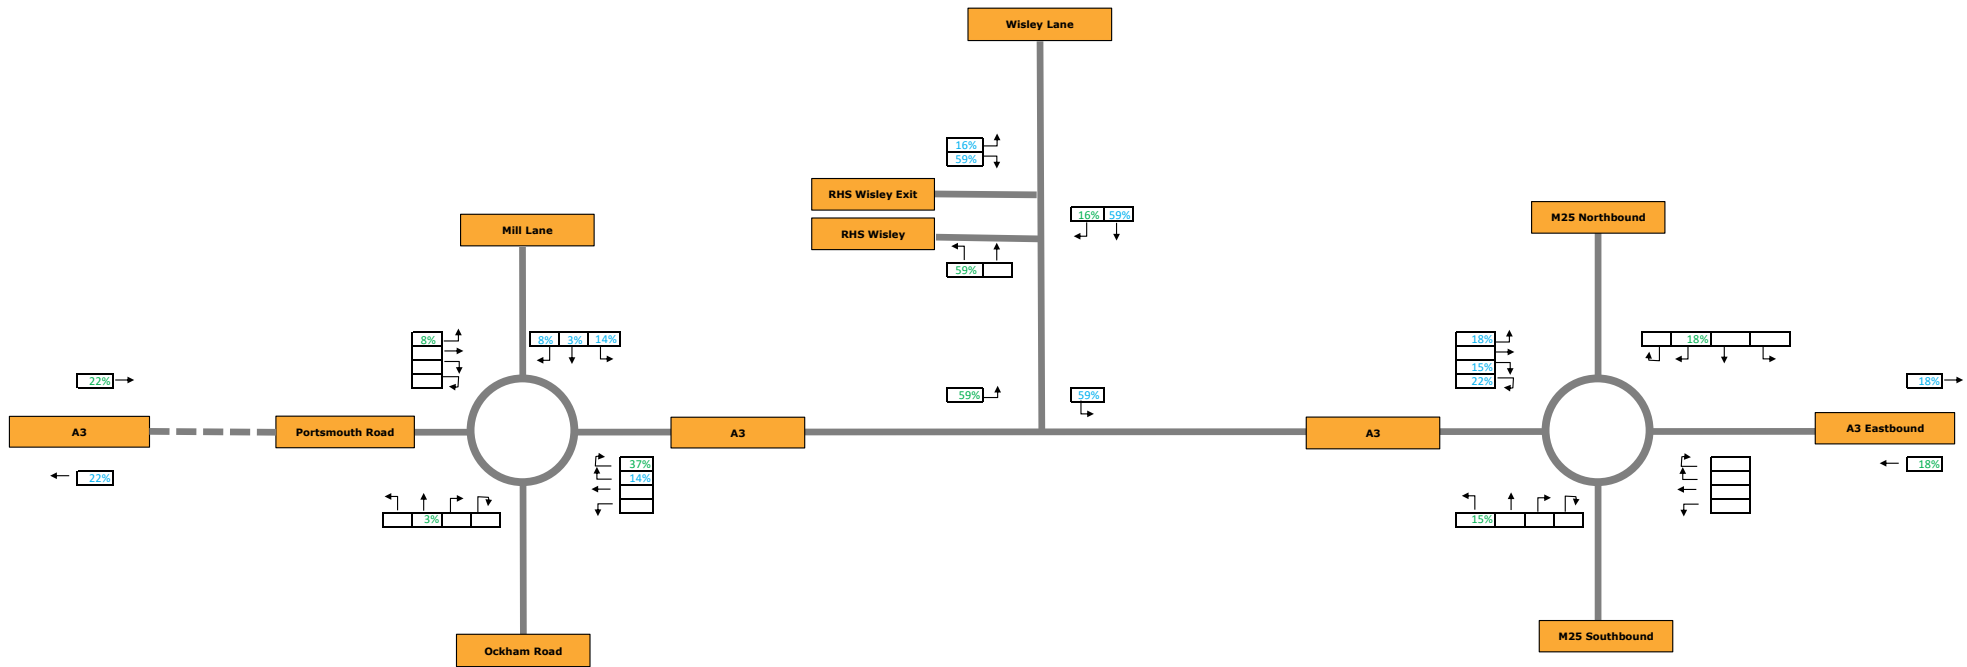 Wisley Lane
16%
59%
RHS Wisley Exit
RHS Wisley
16% 59%
59%
Mill Lane
M25 Northbound
8%
8% 3% 14%
18%
15%
22%
18%
22%
59%
59%
18%
A3
Portsmouth Road
A3
A3
A3 Eastbound
22%
37%
14%
18%
3%
15%
Ockham Road
M25 Southbound